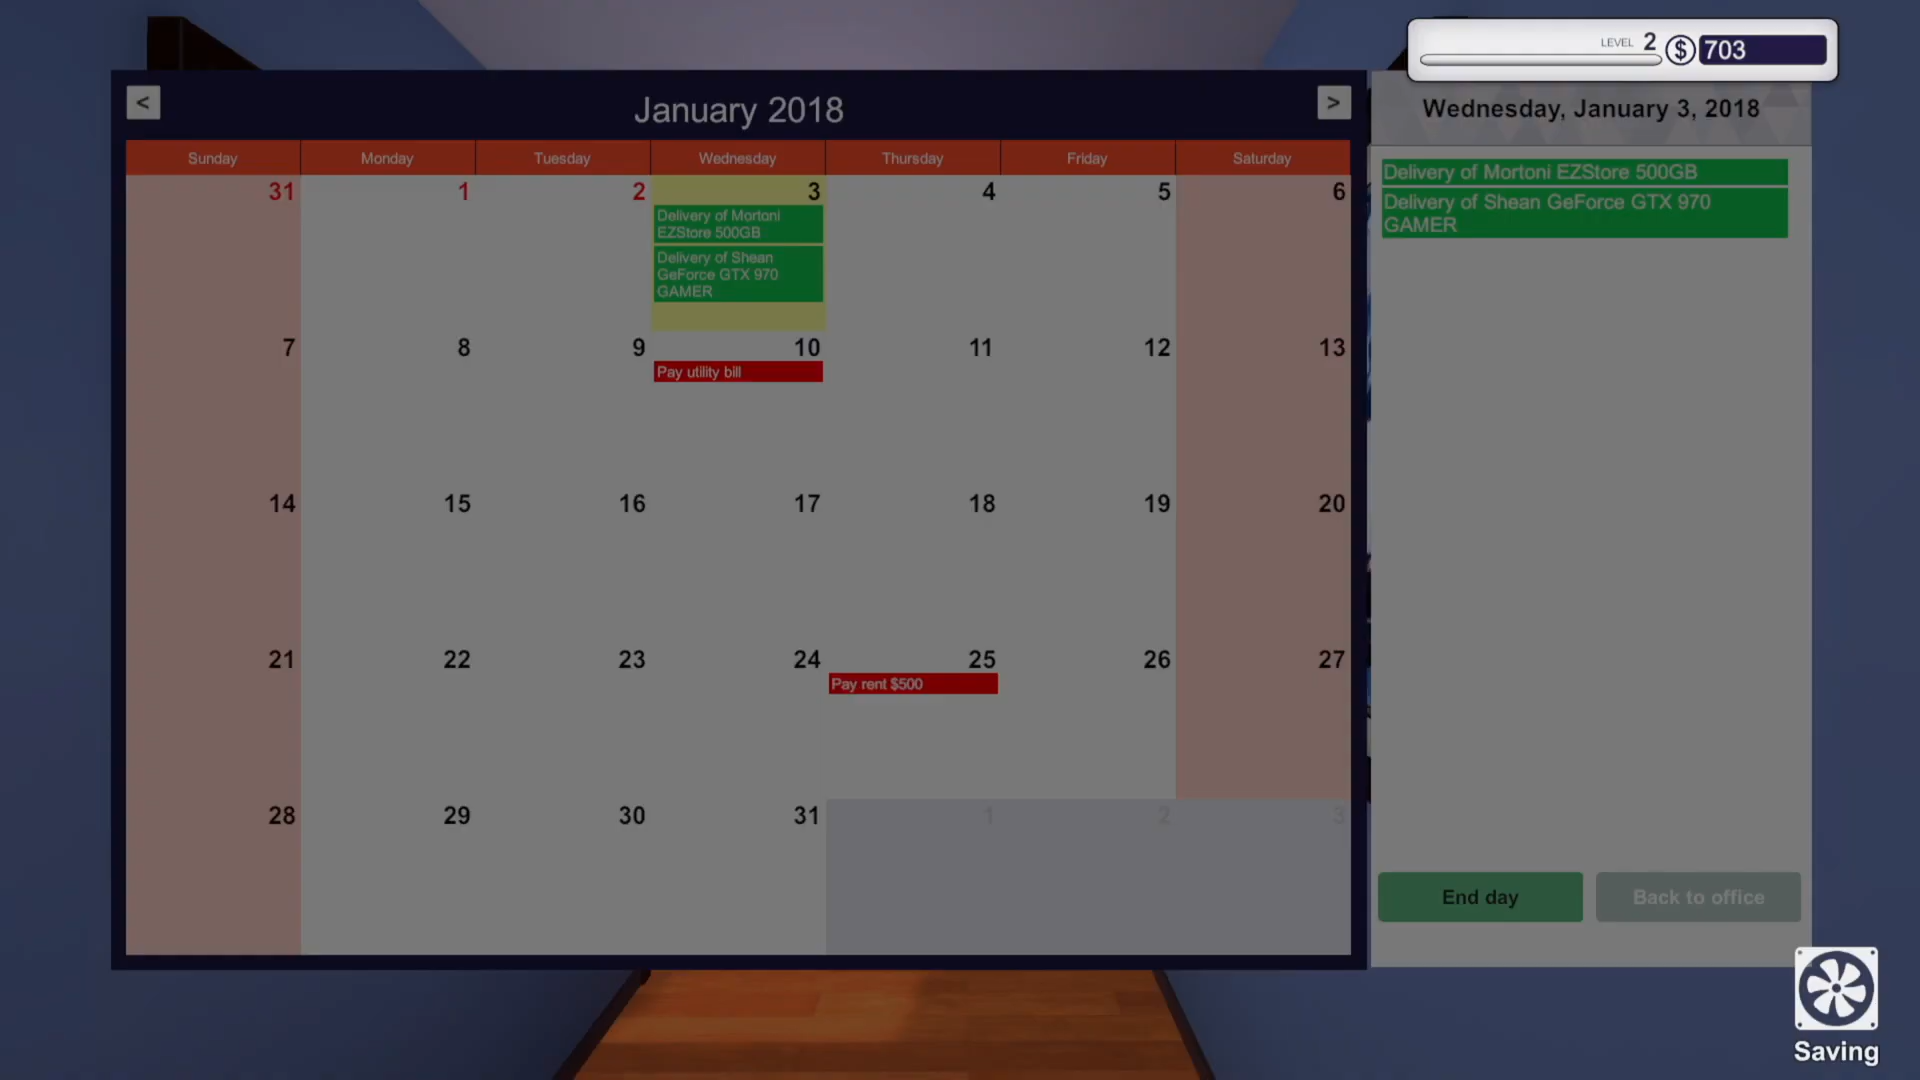 LEVEL 2 $ 703
< January 2018 >
Wednesday, January 3, 2018
Sunday Monday Tuesday Wednesday Thursday Friday Saturday
31 1 2 3 4 5 6
Delivery of Mortoni
EZStore 500GB
Delivery of Shean
GeForce GTX 970
GAMER
7 8 9 10 11 12 13
Pay utility bill
14 15 16 17 18 19 20
21 22 23 24 25 26 27
Pay rent $500
28 29 30 31 1 2 3
Delivery of Mortoni EZStore 500GB
Delivery of Shean GeForce GTX 970
GAMER
End day
Back to office
Saving